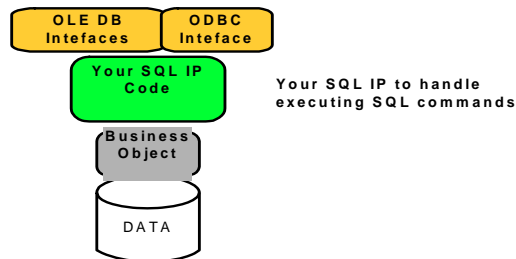 OLE DB
Intefaces
ODBC
Inteface
Your SQL IP
Code
Your SQL IP to handle
executing SQL commands
Business
Object
DATA